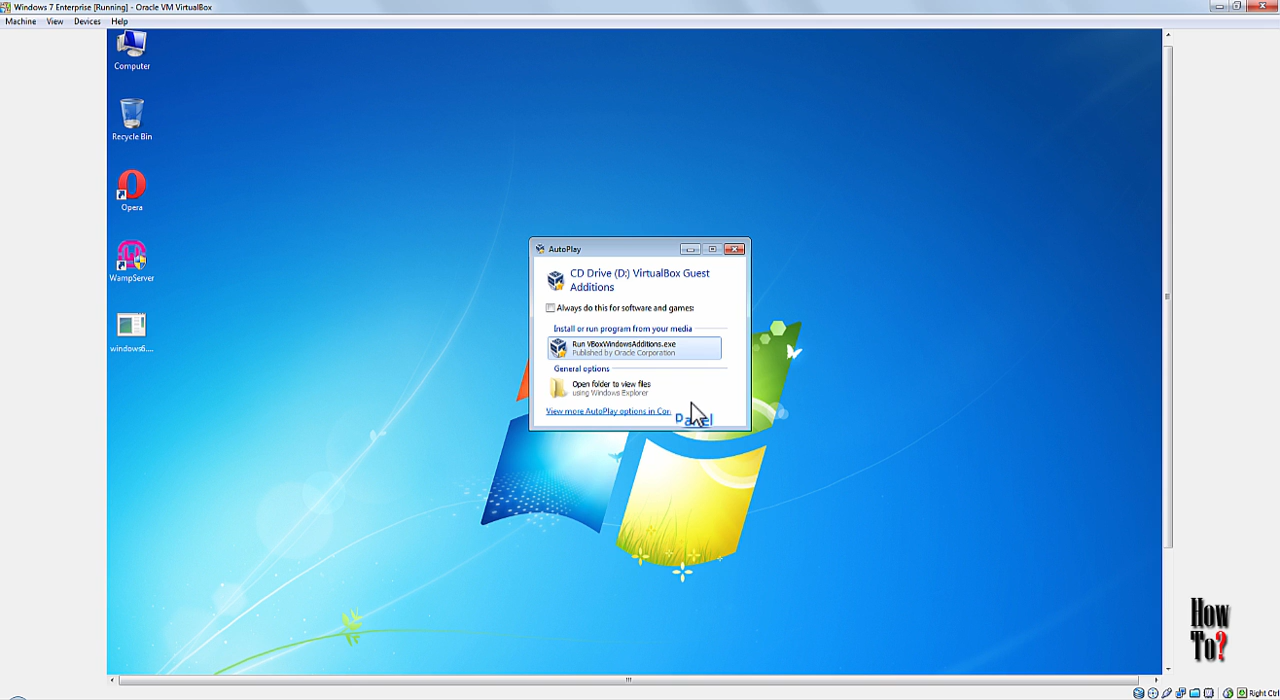 Windows 7 Enterprise [Running] - Oracle VM VirtualBox
Machine View Devices Help
Computer
Recycle Bin
Opera
WampServer
windows6....
AutoPlay
CD Drive (D:) VirtualBox Guest
Additions
Always do this for software and games:
Install or run program from your media
Run VBoxWindowsAdditions.exe
Published by Oracle Corporation
General options
Open folder to view files
using Windows Explorer
View more AutoPlay options in Con
Panel
How
To?
Right Ctrl